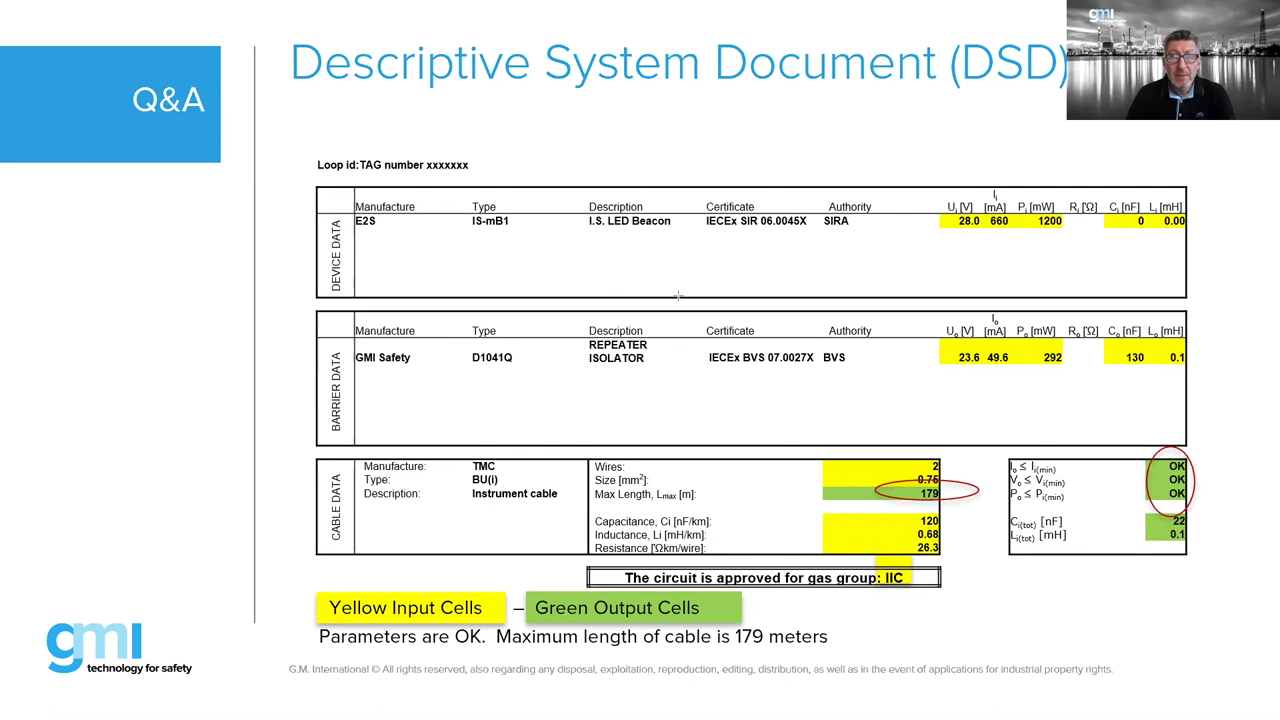 gmi
Descriptive System Document (DSD)
Q&A
Loop id:TAG number xxxxxxx
DEVICE DATA
Manufacture Type Description Certificate Authority Ui [V] Ii [mA] Pi [mW] Ri [Ω] Ci [nF] Li [mH]
E2S IS-mB1 I.S. LED Beacon IECEx SIR 06.0045X SIRA 28.0 660 1200 0 0.00
BARRIER DATA
Manufacture Type Description Certificate Authority Uo [V] Io [mA] Po [mW] Ro [Ω] Co [nF] Lo [mH]
REPEATER
GMI Safety D1041Q ISOLATOR IECEx BVS 07.0027X BVS 23.6 49.6 292 130 0.1
CABLE DATA
Manufacture: TMC Wires: 2 Io ≤ Ii(min) OK
Type: BU(i) Size [mm²]: 0.75 Vo ≤ Vi(min) OK
Description: Instrument cable Max Length, Lmax [m]: 179 Po ≤ Pi(min) OK
Capacitance, Ci [nF/km]: 120 Ci(tot) [nF] 22
Inductance, Li [mH/km]: 0.68 Li(tot) [mH] 0.1
Resistance [Ωkm/wire]: 26.3
The circuit is approved for gas group: IIC
Yellow Input Cells – Green Output Cells
Parameters are OK. Maximum length of cable is 179 meters
gmi
technology for safety
G.M. International © All rights reserved, also regarding any disposal, exploitation, reproduction, editing, distribution, as well as in the event of applications for industrial property rights.